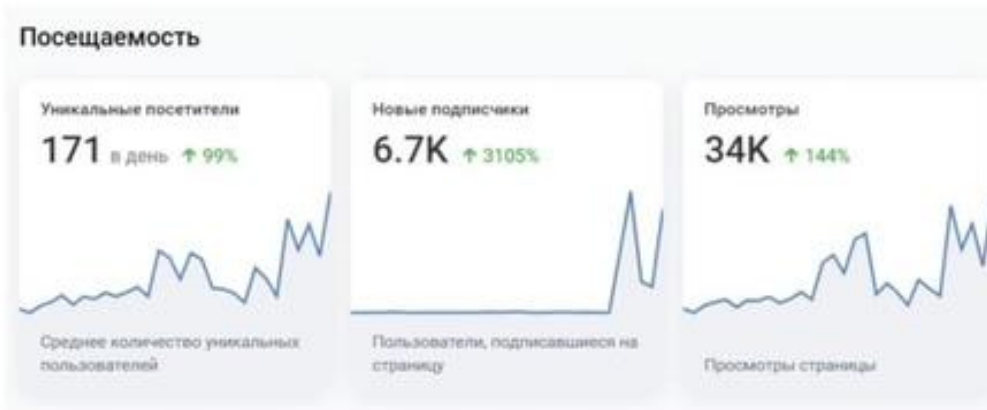 Посещаемость
Уникальные посетители
171 в день ↑ 99%
Среднее количество уникальных
пользователей
Новые подписчики
6.7K ↑ 3105%
Пользователи, подписавшиеся на
страницу
Просмотры
34K ↑ 144%
Просмотры страницы